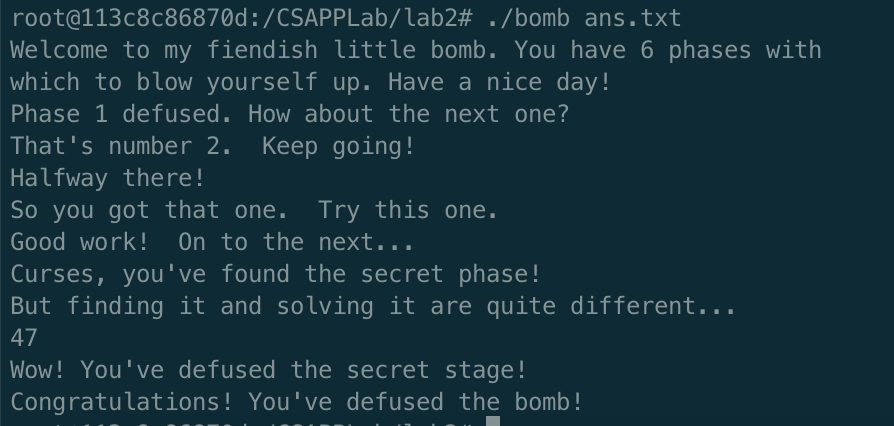 root@113c8c86870d:/CSAPPLab/lab2# ./bomb ans.txt
Welcome to my fiendish little bomb. You have 6 phases with
which to blow yourself up. Have a nice day!
Phase 1 defused. How about the next one?
That's number 2.  Keep going!
Halfway there!
So you got that one.  Try this one.
Good work!  On to the next...
Curses, you've found the secret phase!
But finding it and solving it are quite different...
47
Wow! You've defused the secret stage!
Congratulations! You've defused the bomb!